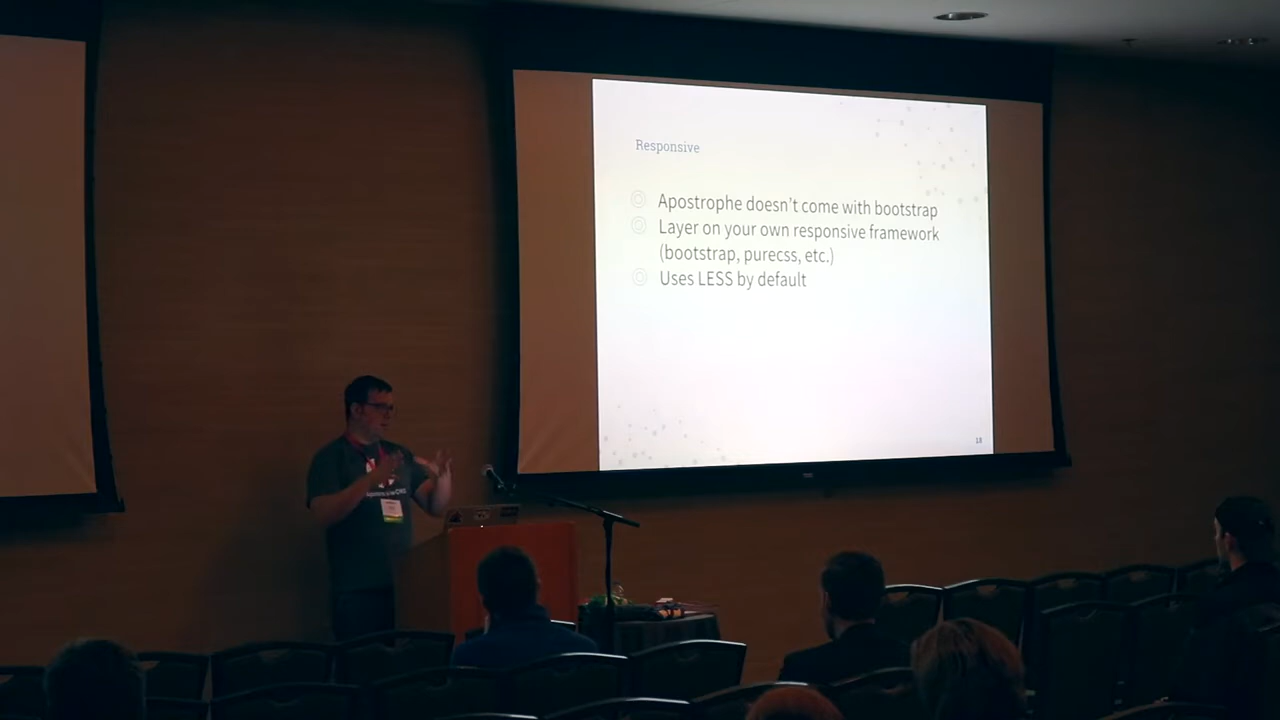 Responsive
Apostrophe doesn't come with bootstrap
Layer on your own responsive framework
(bootstrap, purecss, etc.)
Uses LESS by default
18